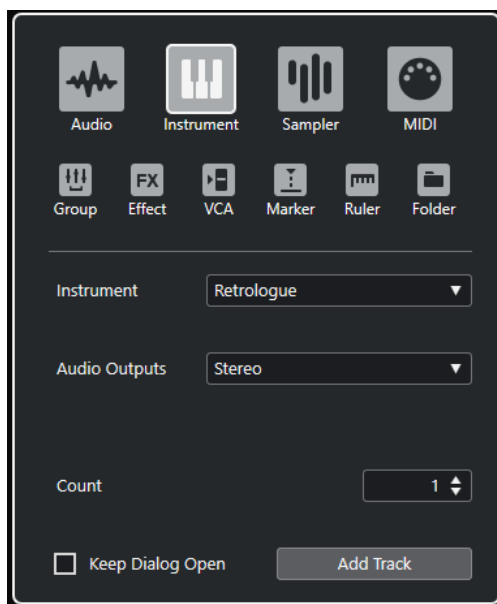 Audio Instrument Sampler MIDI
FX
Group Effect VCA Marker Ruler Folder
Instrument Retrologue
Audio Outputs Stereo
Count 1
Keep Dialog Open Add Track